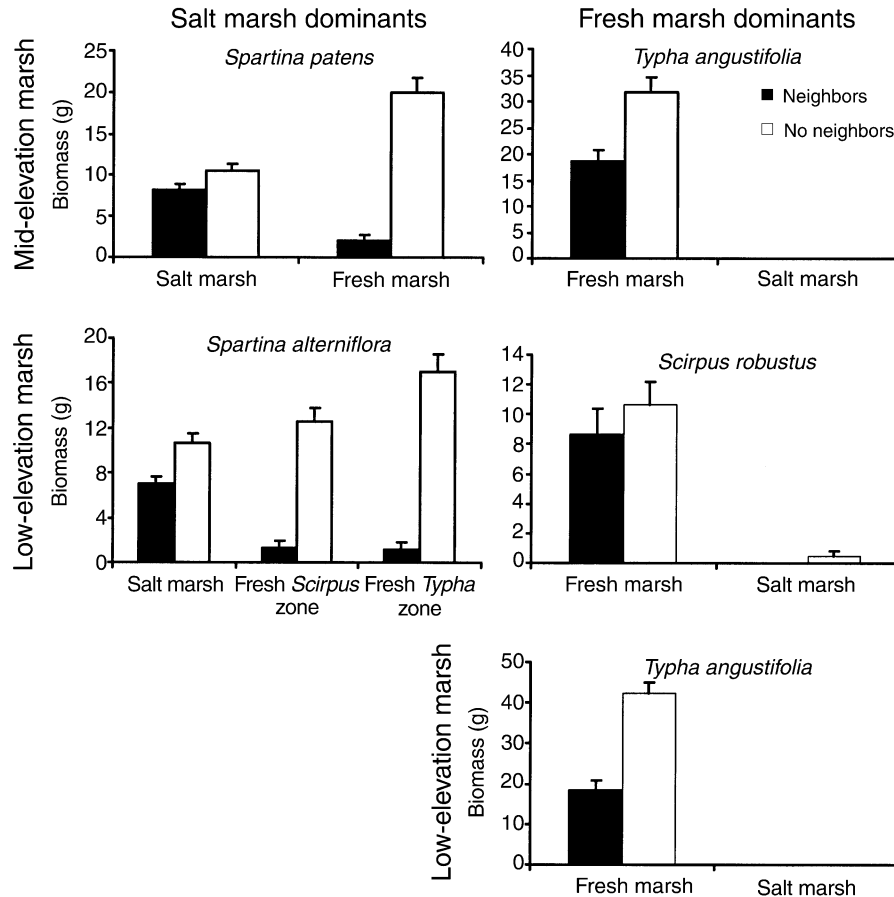 Salt marsh dominants
Fresh marsh dominants
Mid-elevation marsh
Biomass (g)
Spartina patens
25
20
15
10
5
0
Salt marsh
Fresh marsh
Typha angustifolia
Neighbors
No neighbors
40
35
30
25
20
15
10
5
0
Fresh marsh
Salt marsh
Low-elevation marsh
Biomass (g)
Spartina alterniflora
20
16
12
8
4
0
Salt marsh
Fresh Scirpus
zone
Fresh Typha
zone
Scirpus robustus
14
12
10
8
6
4
2
0
Fresh marsh
Salt marsh
Low-elevation marsh
Biomass (g)
Typha angustifolia
50
40
30
20
10
0
Fresh marsh
Salt marsh